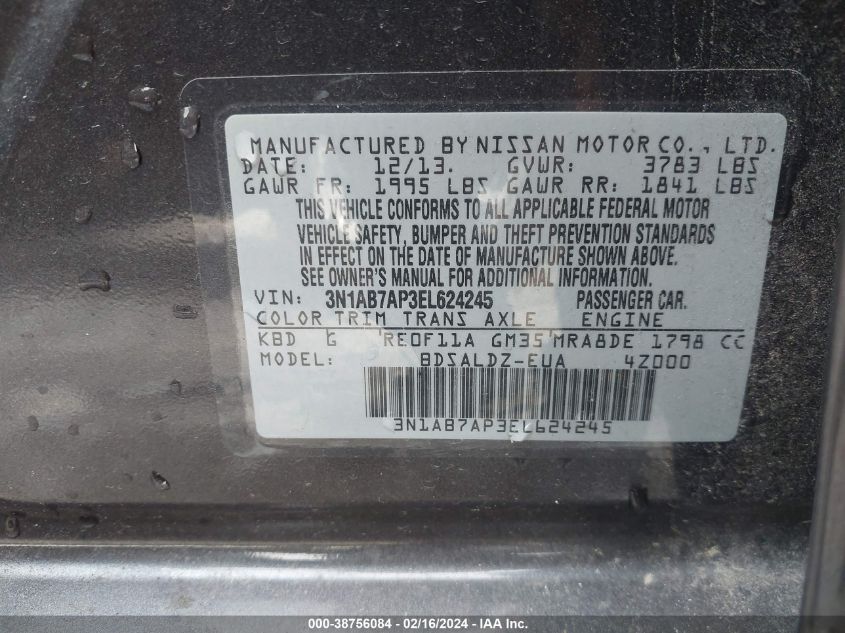 MANUFACTURED BY NISSAN MOTOR CO., LTD.
DATE: 12/13. GVWR: 3783 LBS
GAWR FR: 1995 LBS GAWR RR: 1841 LBS
THIS VEHICLE CONFORMS TO ALL APPLICABLE FEDERAL MOTOR
VEHICLE SAFETY, BUMPER AND THEFT PREVENTION STANDARDS
IN EFFECT ON THE DATE OF MANUFACTURE SHOWN ABOVE.
SEE OWNER'S MANUAL FOR ADDITIONAL INFORMATION.
VIN: 3N1AB7AP3EL624245 PASSENGER CAR.
COLOR TRIM TRANS AXLE ENGINE
KBD G RE0F11A GM35 MRA8DE 1798 CC
MODEL: BDSALDZ-EUA 4Z000
3N1AB7AP3EL624245
000-38756084 - 02/16/2024 - IAA Inc.